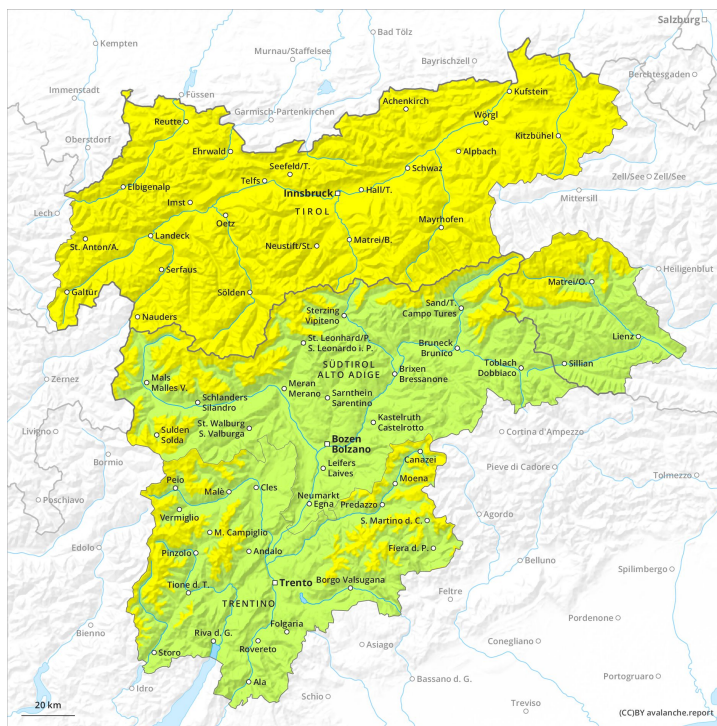 Salzburg
Kempten
Bad Tölz
Murnau/Staffelsee
Bayrischzell
Berchtesgaden
Immenstadt
Füssen
Garmisch-Partenkirchen
Achenkirch
Kufstein
Reutte
Wörgl
Kitzbühel
Oberstdorf
Ehrwald
Alpbach
Seefeld/T.
Schwaz
Zell/See
Zell/See
Telfs
Elbigenalp
Innsbruck
Hall/T.
Mittersill
Imst
TIROL
Lech
Oetz
Mayrhofen
Landeck
Neustift/St.
Matrei/B.
St. Anton/A.
Serfaus
Heiligenblut
Matrei/O.
Galtür
Sölden
Sand/T.
Campo Tures
Nauders
Sterzing
Vipiteno
Lienz
St. Leonhard/P.
S. Leonardo i. P.
Bruneck
Brunico
Toblach
Dobbiaco
Sillian
SÜDTIROL
ALTO ADIGE
Brixen
Bressanone
Mals
Malles V.
Meran
Merano
Zernez
Schlanders
Silandro
Sarnthein
Sarentino
St. Walburg
S. Valburga
Kastelruth
Castelrotto
Livigno
Sulden
Solda
Cortina d'Ampezzo
Bozen
Bolzano
Canazei
Bormio
Leifers
Laives
Pieve di Cadore
Tolmezzo
Peio
Moena
Poschiavo
Malè
Cles
Neumarkt
Egna
Predazzo
Vermiglio
Agordo
S. Martino d. C.
M. Campiglio
Edolo
Pinzolo
Andalo
Fiera d. P.
Belluno
Spilimbergo
Tione d. T.
Trento
Borgo Valsugana
Feltre
TRENTINO
Pordenone
Bienno
Folgaria
Riva d. G.
Rovereto
Asiago
Conegliano
Storo
Portogruaro
Bassano d. G.
Ala
Idro
Schio
Treviso
20 km
(CC)BY avalanche.report